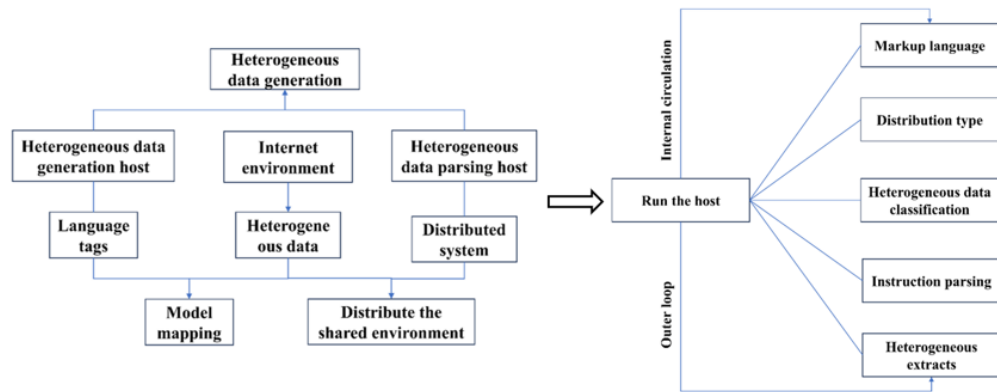 Heterogeneous
data generation
Heterogeneous data
generation host
Internet
environment
Heterogeneous
data parsing host
Language
tags
Heterogene
ous data
Distributed
system
Model
mapping
Distribute the
shared environment
Internal circulation
Outer loop
Run the host
Markup language
Distribution type
Heterogeneous data
classification
Instruction parsing
Heterogeneous
extracts